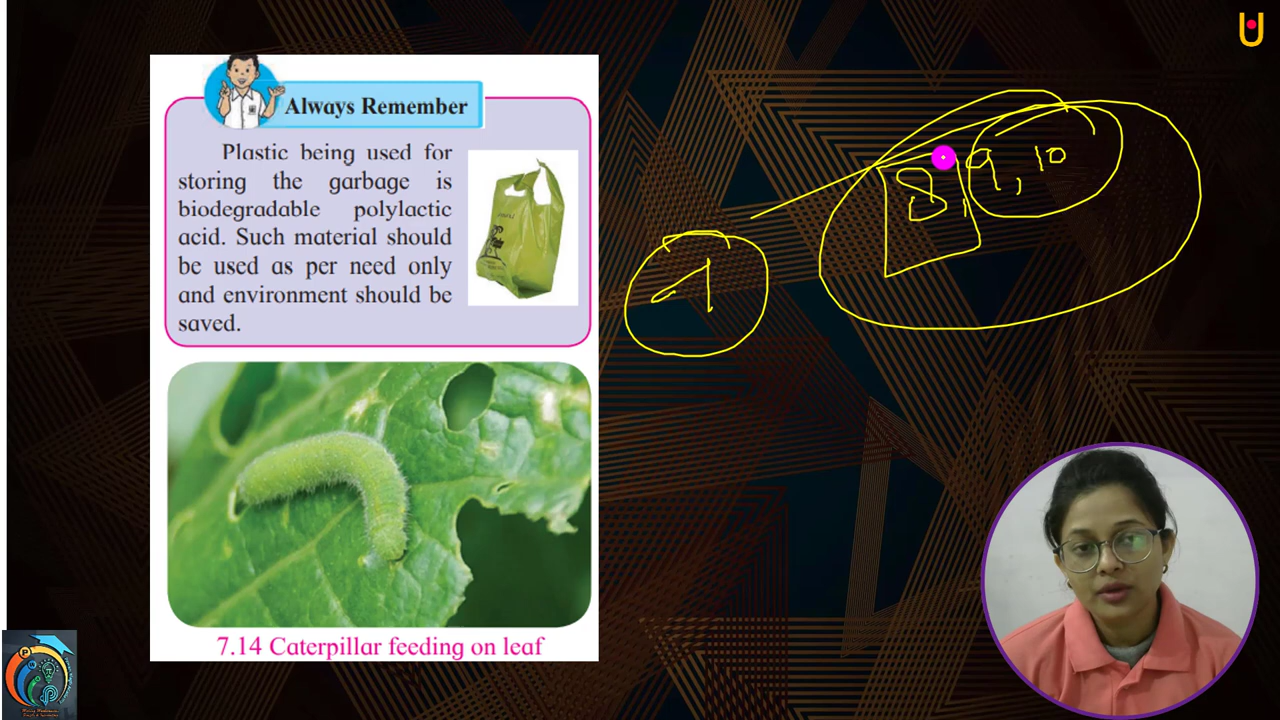 Always Remember
Plastic being used for
storing the garbage is
biodegradable polylactic
acid. Such material should
be used as per need only
and environment should be
saved.
8, 9, 10
7.14 Caterpillar feeding on leaf